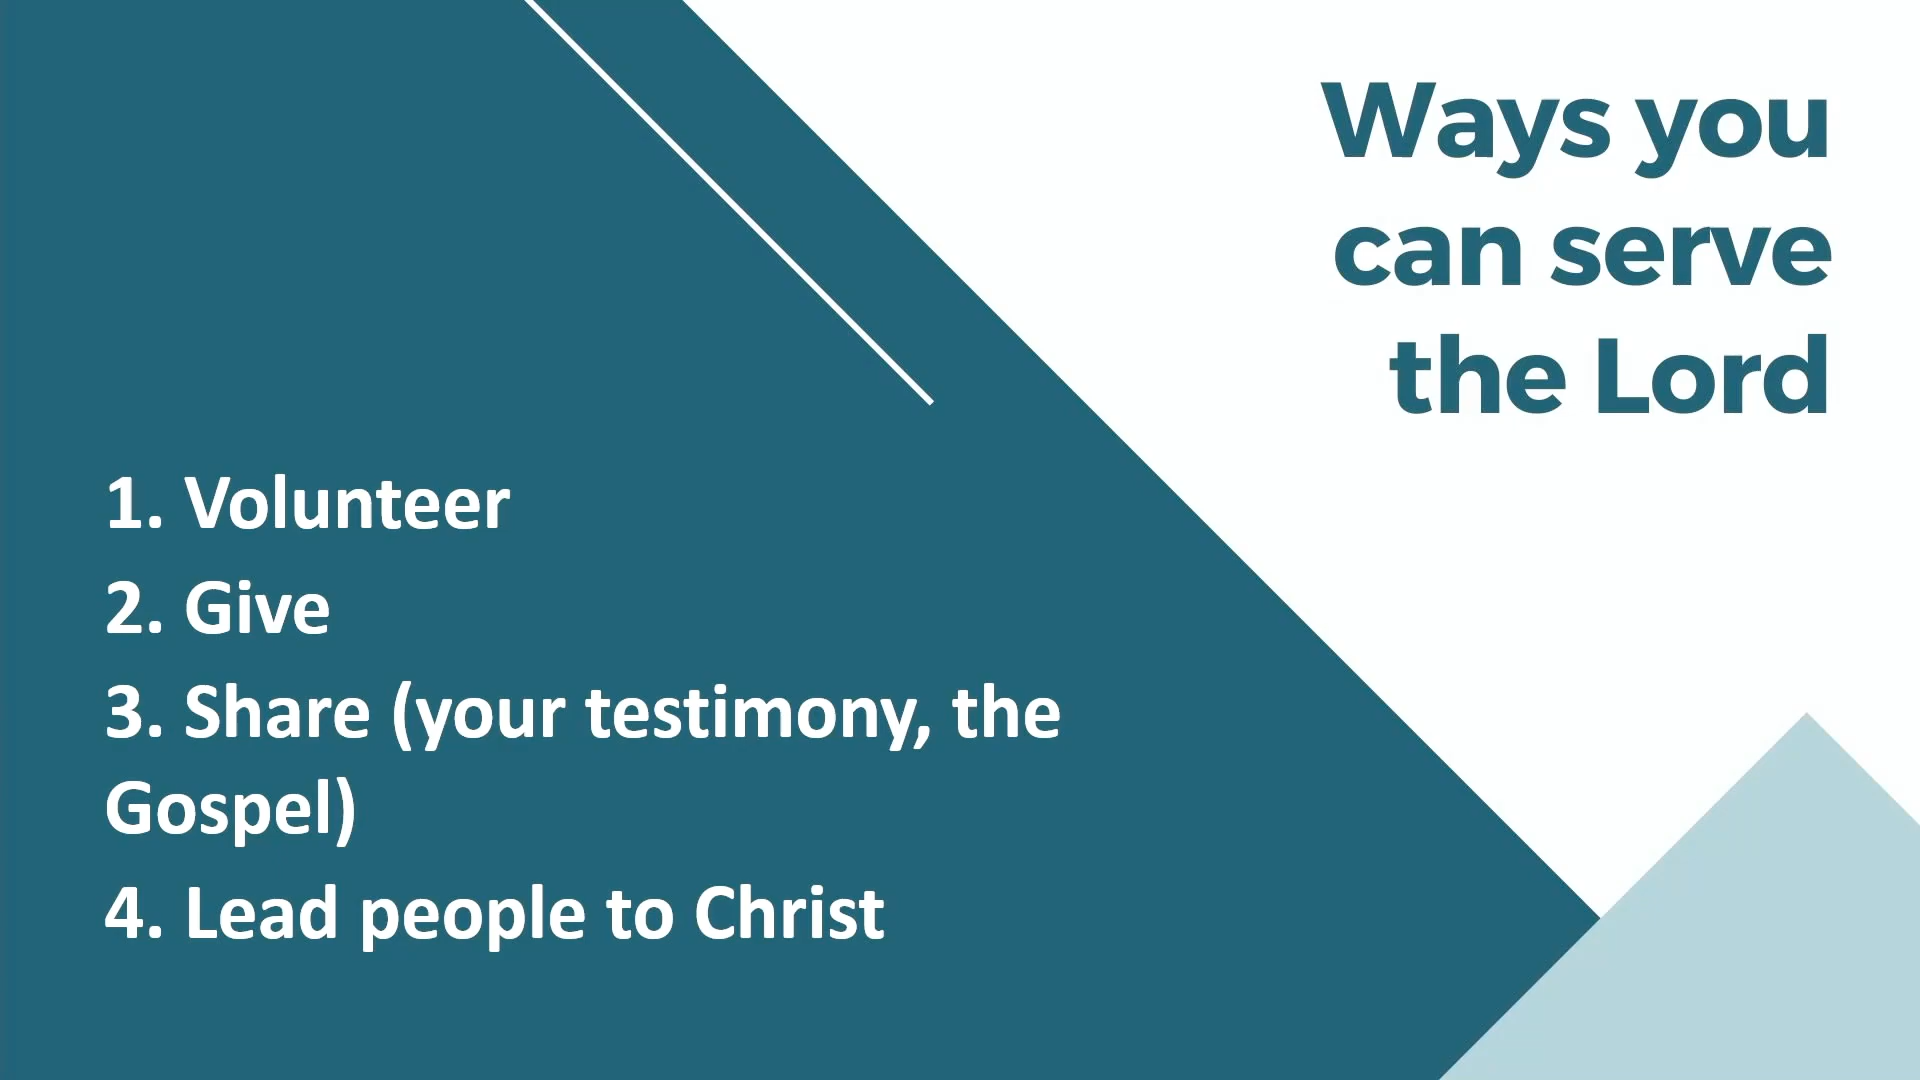 Ways you
can serve
the Lord
1. Volunteer
2. Give
3. Share (your testimony, the
Gospel)
4. Lead people to Christ